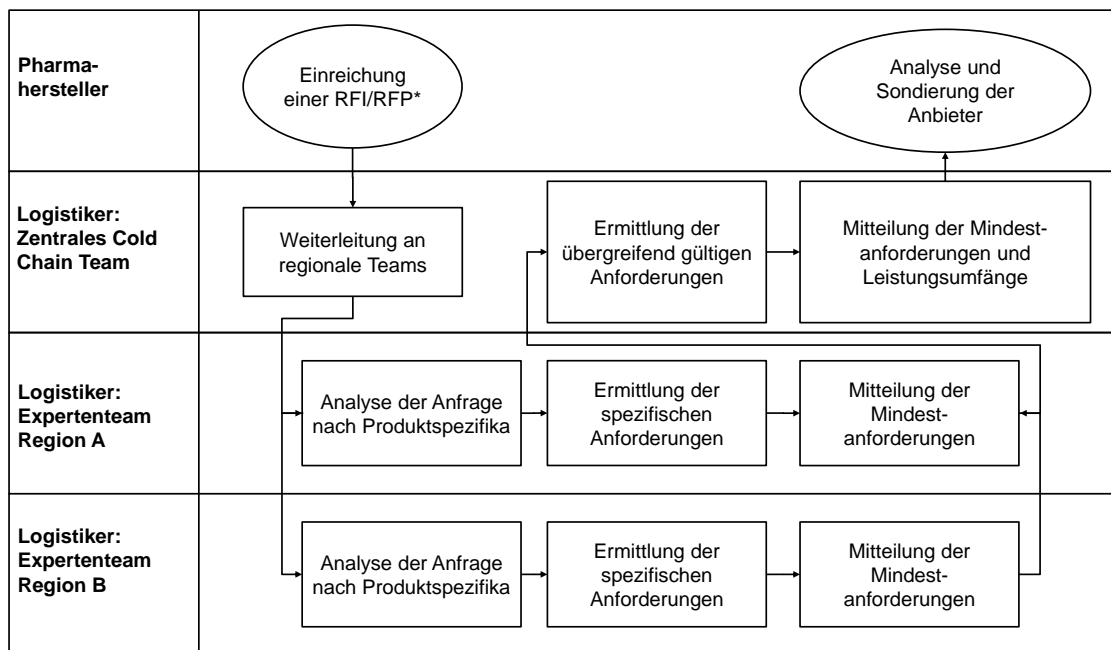 Pharma-
hersteller
Einreichung
einer RFI/RFP*
Analyse und
Sondierung der
Anbieter
Logistiker:
Zentrales Cold
Chain Team
Weiterleitung an
regionale Teams
Ermittlung der
übergreifend gültigen
Anforderungen
Mitteilung der Mindest-
anforderungen und
Leistungsumfänge
Logistiker:
Expertenteam
Region A
Analyse der Anfrage
nach Produktspezifika
Ermittlung der
spezifischen
Anforderungen
Mitteilung der
Mindest-
anforderungen
Logistiker:
Expertenteam
Region B
Analyse der Anfrage
nach Produktspezifika
Ermittlung der
spezifischen
Anforderungen
Mitteilung der
Mindest-
anforderungen